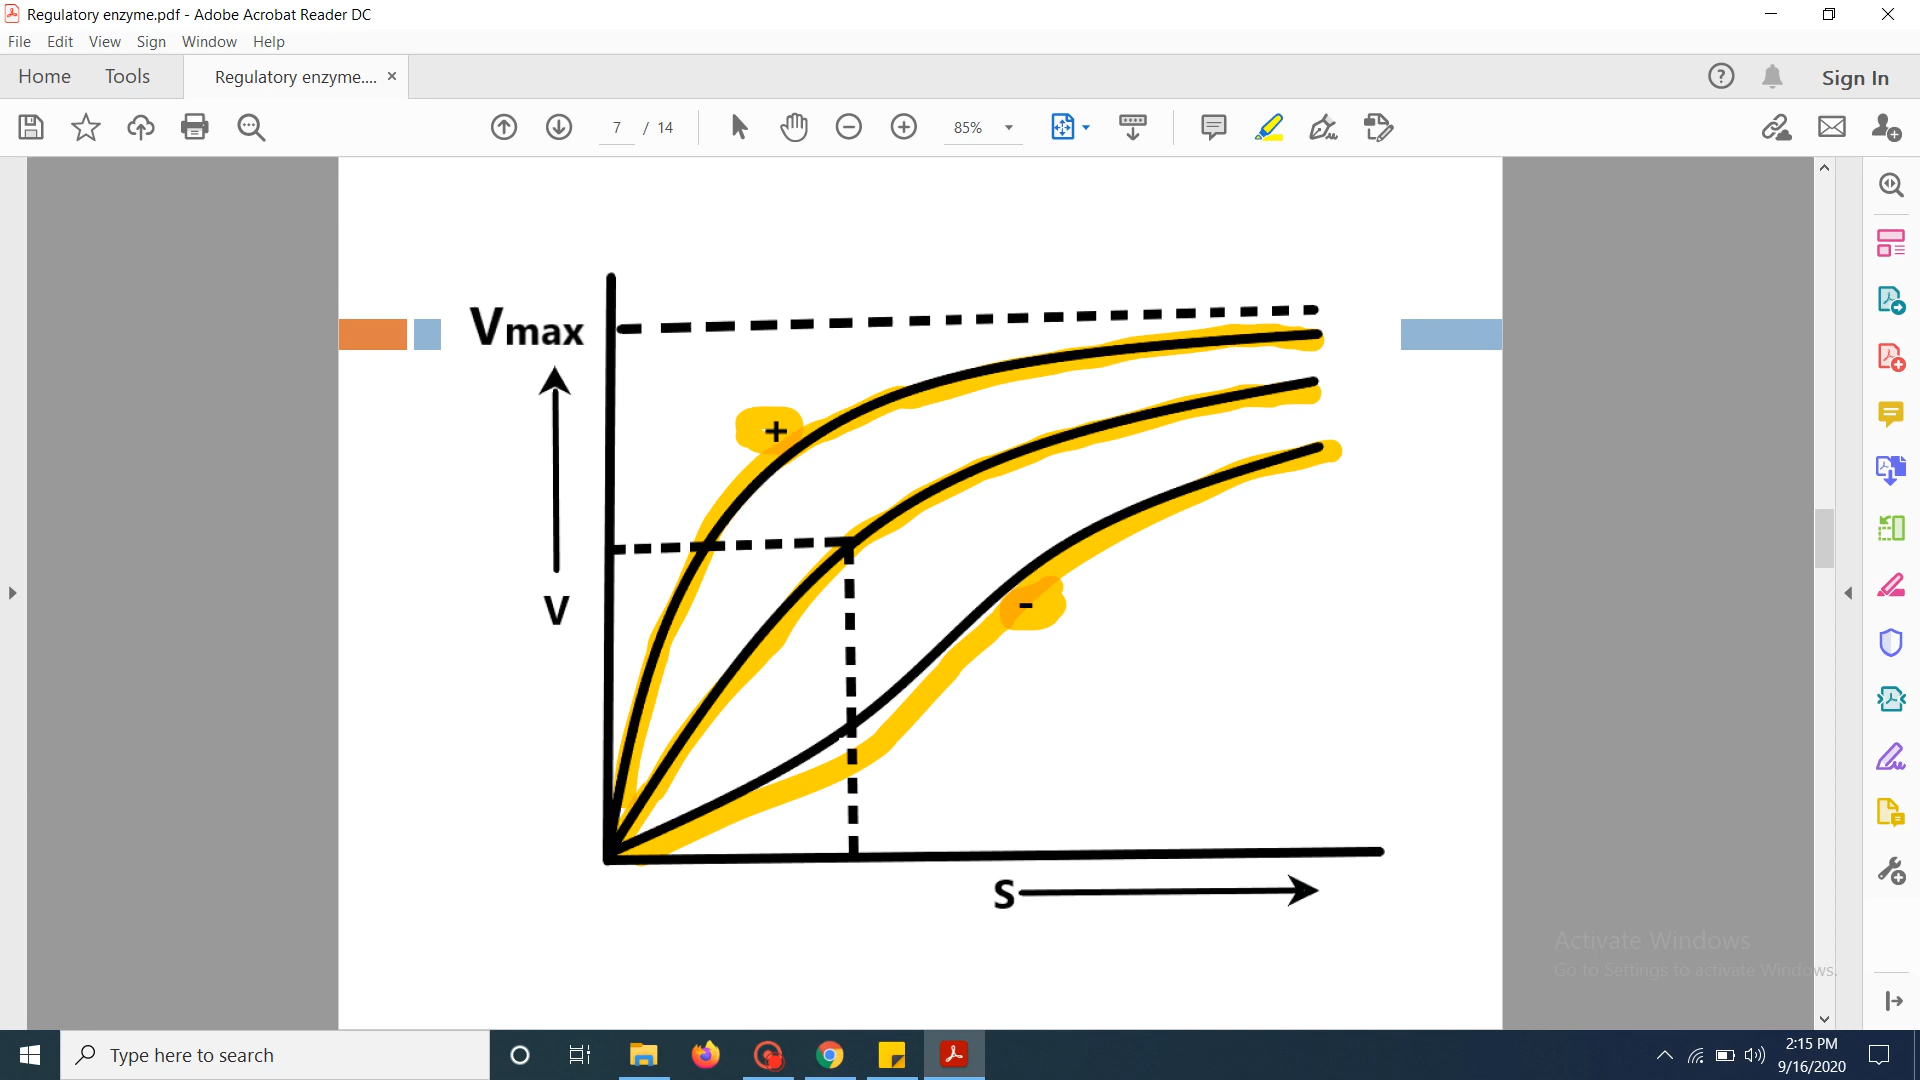 Regulatory enzyme.pdf - Adobe Acrobat Reader DC
File Edit View Sign Window Help
Home Tools Regulatory enzyme.... × Sign In
7 / 14 85%
Vmax
+
V
-
S
Activate Windows
Go to Settings to activate Windows.
Type here to search
2:15 PM
9/16/2020